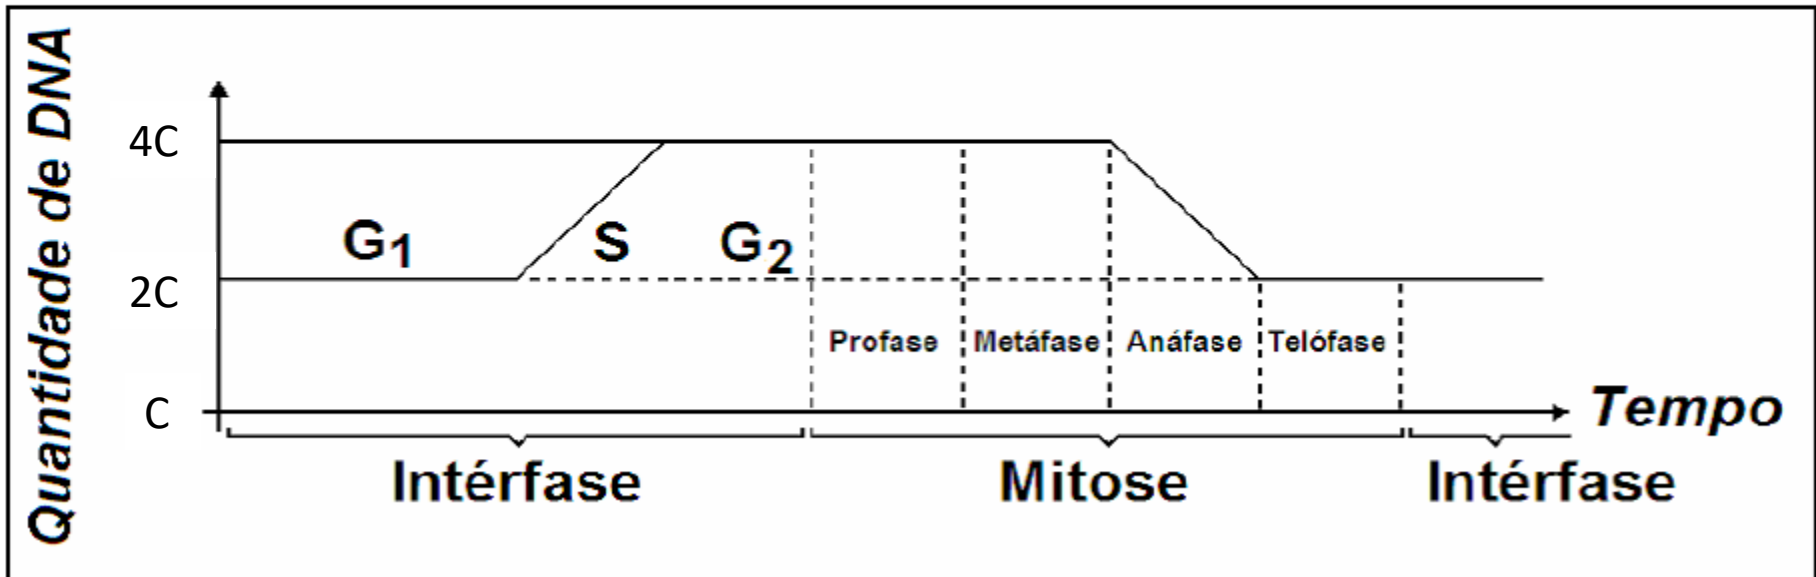 Quantidade de DNA
4C
G1
S
G2
2C
Profase
Metáfase
Anáfase
Telófase
C
Tempo
Intérfase
Mitose
Intérfase